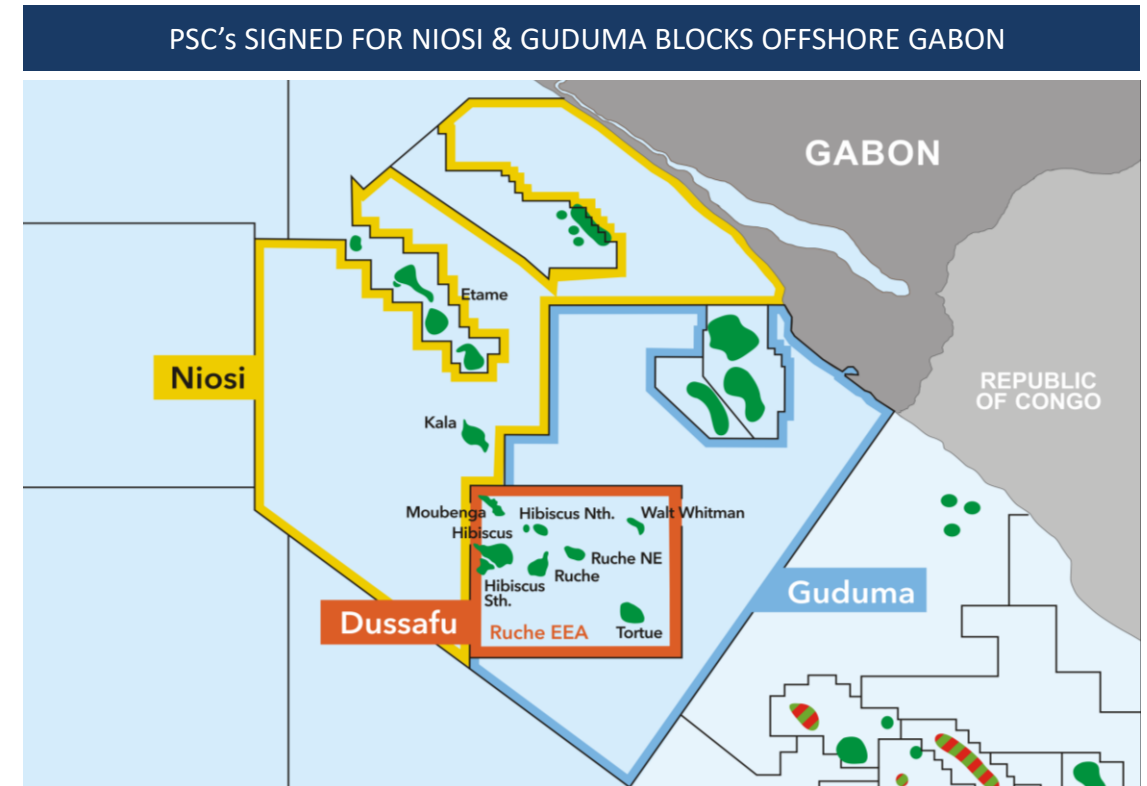 PSC's SIGNED FOR NIOSI & GUDUMA BLOCKS OFFSHORE GABON
GABON
Etame
Niosi
REPUBLIC
OF CONGO
Kala
Moubenga
Hibiscus Nth.
Walt Whitman
Hibiscus
Ruche NE
Ruche
Hibiscus
Sth.
Guduma
Dussafu
Ruche EEA
Tortue